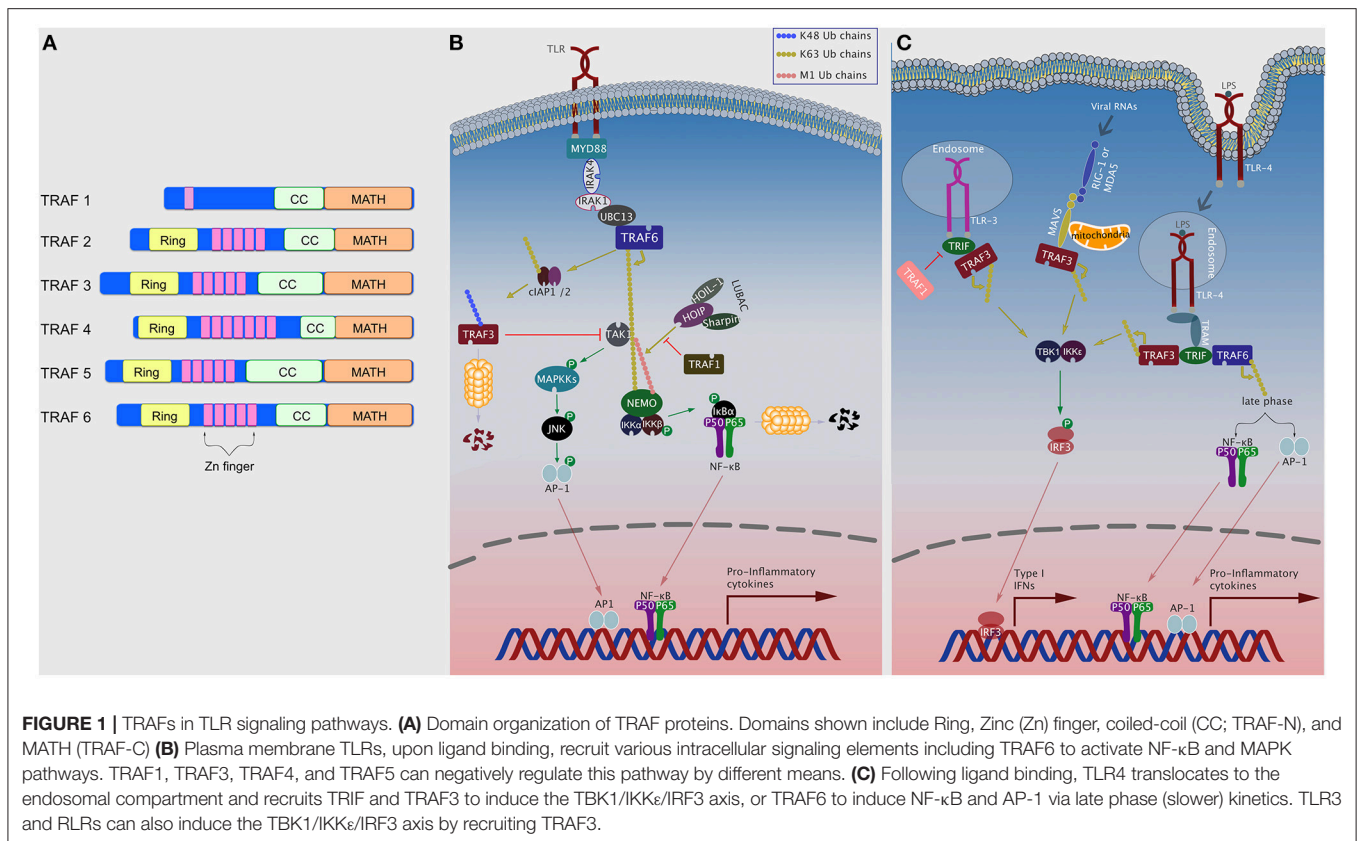 A
TRAF 1
CC
MATH
TRAF 2
Ring
CC
MATH
TRAF 3
Ring
CC
MATH
TRAF 4
Ring
CC
MATH
TRAF 5
Ring
CC
MATH
TRAF 6
Ring
CC
MATH
Zn finger
B
TLR
K48 Ub chains
K63 Ub chains
M1 Ub chains
MYD88
IRAK4
IRAK1
UBC13
TRAF6
cIAP1 /2
HOIL-1
LUBAC
HOIP
Sharpin
TRAF3
TAK1
TRAF1
P
MAPKKs
NEMO
P
IKKα
IKKβ
P
IκBα
P
JNK
P50
P65
NF-κB
P
AP-1
Pro-Inflammatory
cytokines
AP1
NF-κB
P50
P65
C
LPS
Viral RNAs
TLR-4
Endosome
RIG-1 or
MDA5
TLR-3
MAVS
mitochondria
TRIF
TRAF3
TRAF3
TRAF1
LPS
Endosome
TLR-4
TRAM
TBK1
IKKε
TRAF3
TRIF
TRAF6
late phase
P
IRF3
NF-κB
P50
P65
AP-1
Type I
IFNs
Pro-Inflammatory
cytokines
NF-κB
P50
P65
AP-1
IRF3
FIGURE 1 | TRAFs in TLR signaling pathways. (A) Domain organization of TRAF proteins. Domains shown include Ring, Zinc (Zn) finger, coiled-coil (CC; TRAF-N), and
MATH (TRAF-C) (B) Plasma membrane TLRs, upon ligand binding, recruit various intracellular signaling elements including TRAF6 to activate NF-κB and MAPK
pathways. TRAF1, TRAF3, TRAF4, and TRAF5 can negatively regulate this pathway by different means. (C) Following ligand binding, TLR4 translocates to the
endosomal compartment and recruits TRIF and TRAF3 to induce the TBK1/IKKε/IRF3 axis, or TRAF6 to induce NF-κB and AP-1 via late phase (slower) kinetics. TLR3
and RLRs can also induce the TBK1/IKKε/IRF3 axis by recruiting TRAF3.